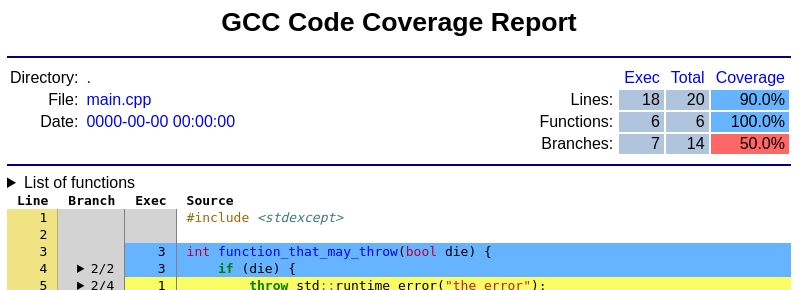 GCC Code Coverage Report
Directory: .
File: main.cpp
Date: 0000-00-00 00:00:00
Exec Total Coverage
Lines: 18 20 90.0%
Functions: 6 6 100.0%
Branches: 7 14 50.0%
▶ List of functions
Line Branch Exec Source
1 #include <stdexcept>
2
3 3 int function_that_may_throw(bool die) {
4 ▶ 2/2 3 if (die) {
5 ▶ 2/4 1 throw std::runtime_error("the error");